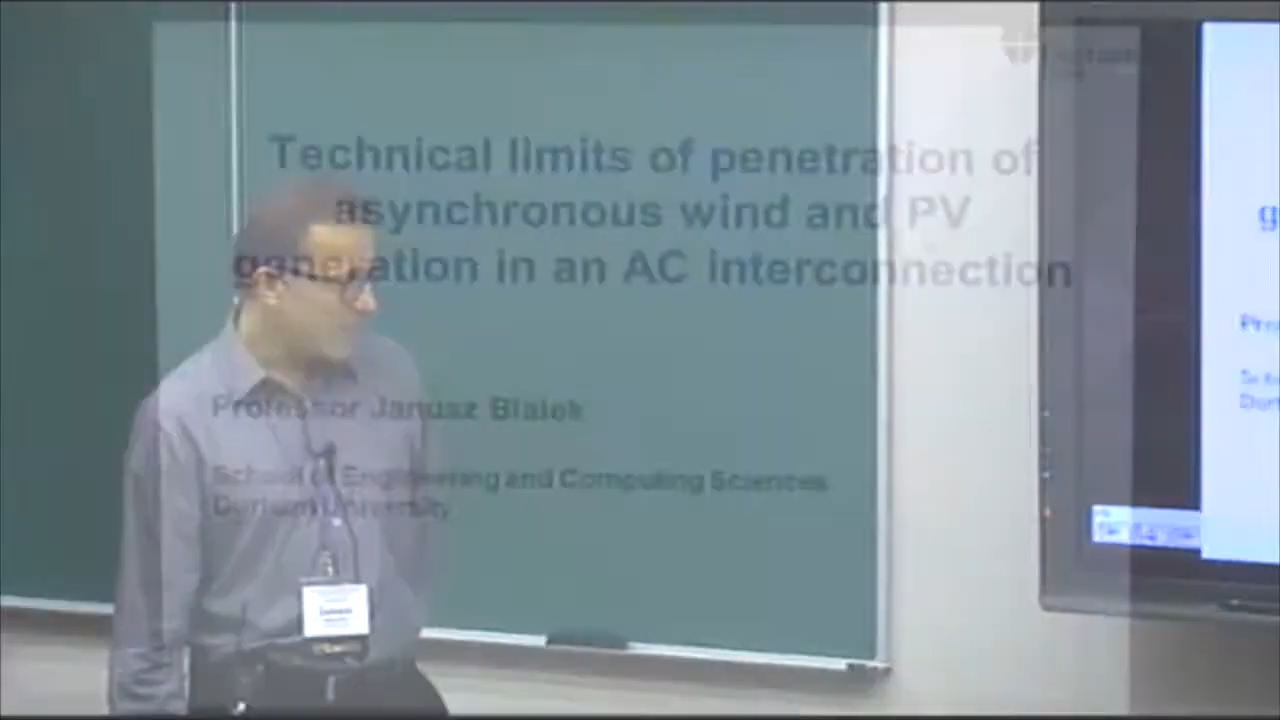 Technical limits of penetration of
asynchronous wind and PV
generation in an AC interconnection
Professor Janusz Bialek
School of Engineering and Computing Sciences
Durham University